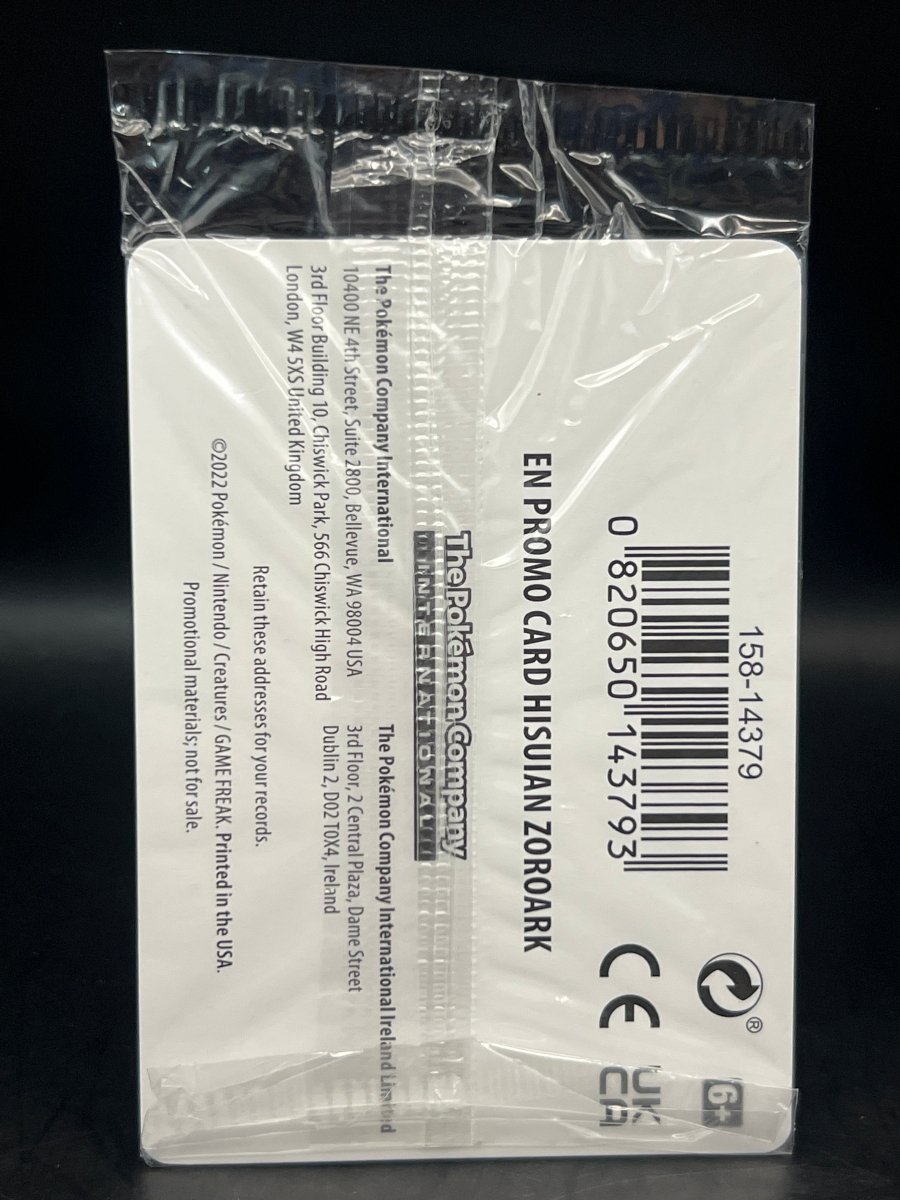 158-14379
0 820650 143793
6+
UK
CA
CE
EN PROMO CARD HISUIAN ZOROARK
The Pokémon Company
INTERNATIONAL
The Pokémon Company International
10400 NE 4th Street, Suite 2800, Bellevue, WA 98004 USA
3rd Floor Building 10, Chiswick Park, 566 Chiswick High Road
London, W4 5XS United Kingdom
The Pokémon Company International Ireland Limited
3rd Floor, 2 Central Plaza, Dame Street
Dublin 2, D02 T0X4, Ireland
Retain these addresses for your records.
©2022 Pokémon / Nintendo / Creatures / GAME FREAK. Printed in the USA.
Promotional materials; not for sale.